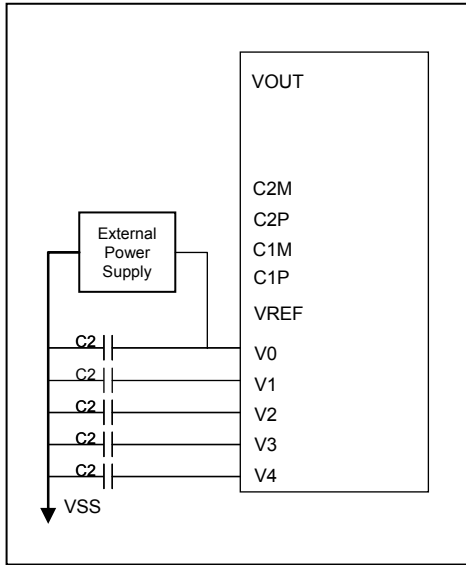 VOUT
C2M
C2P
C1M
C1P
VREF
External
Power
Supply
C2
V0
C2
V1
C2
V2
C2
V3
C2
V4
VSS